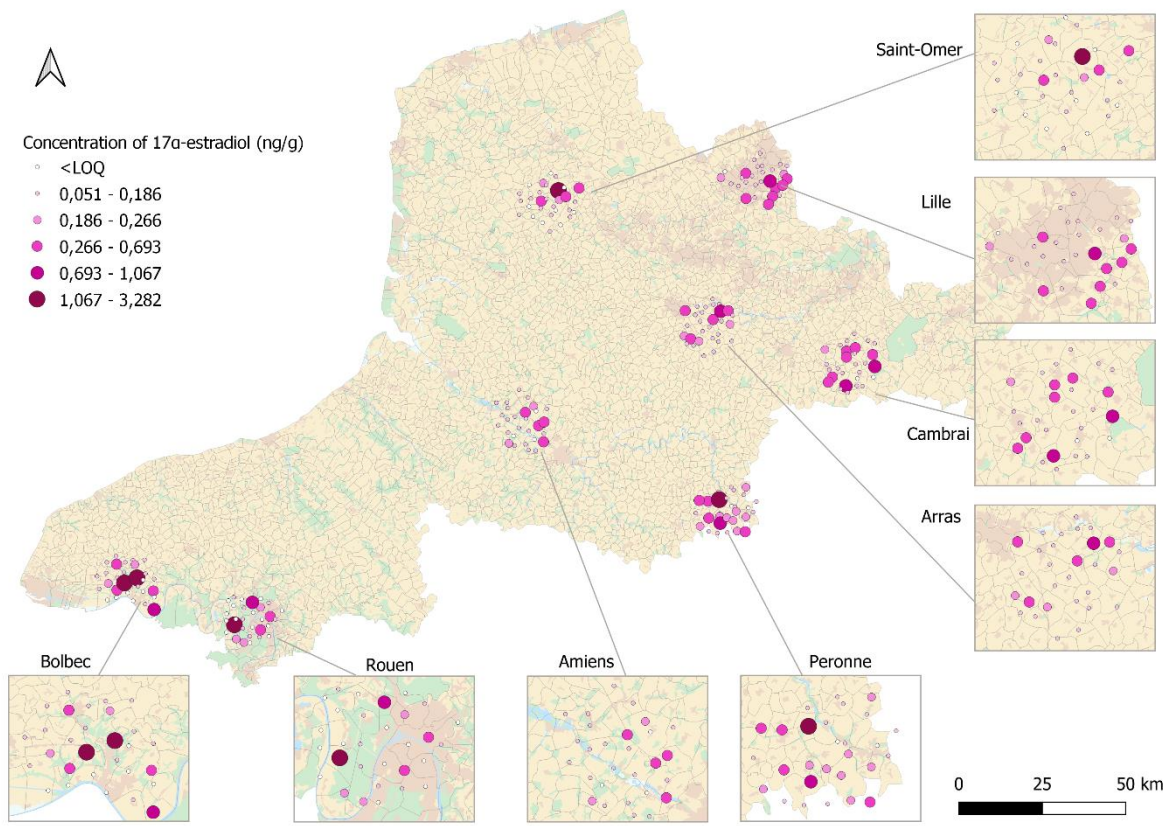 Saint-Omer
Concentration of 17α-estradiol (ng/g)
<LOQ
0,051 - 0,186
0,186 - 0,266
0,266 - 0,693
0,693 - 1,067
1,067 - 3,282
Lille
Cambrai
Arras
Bolbec
Rouen
Amiens
Peronne
0 25 50 km